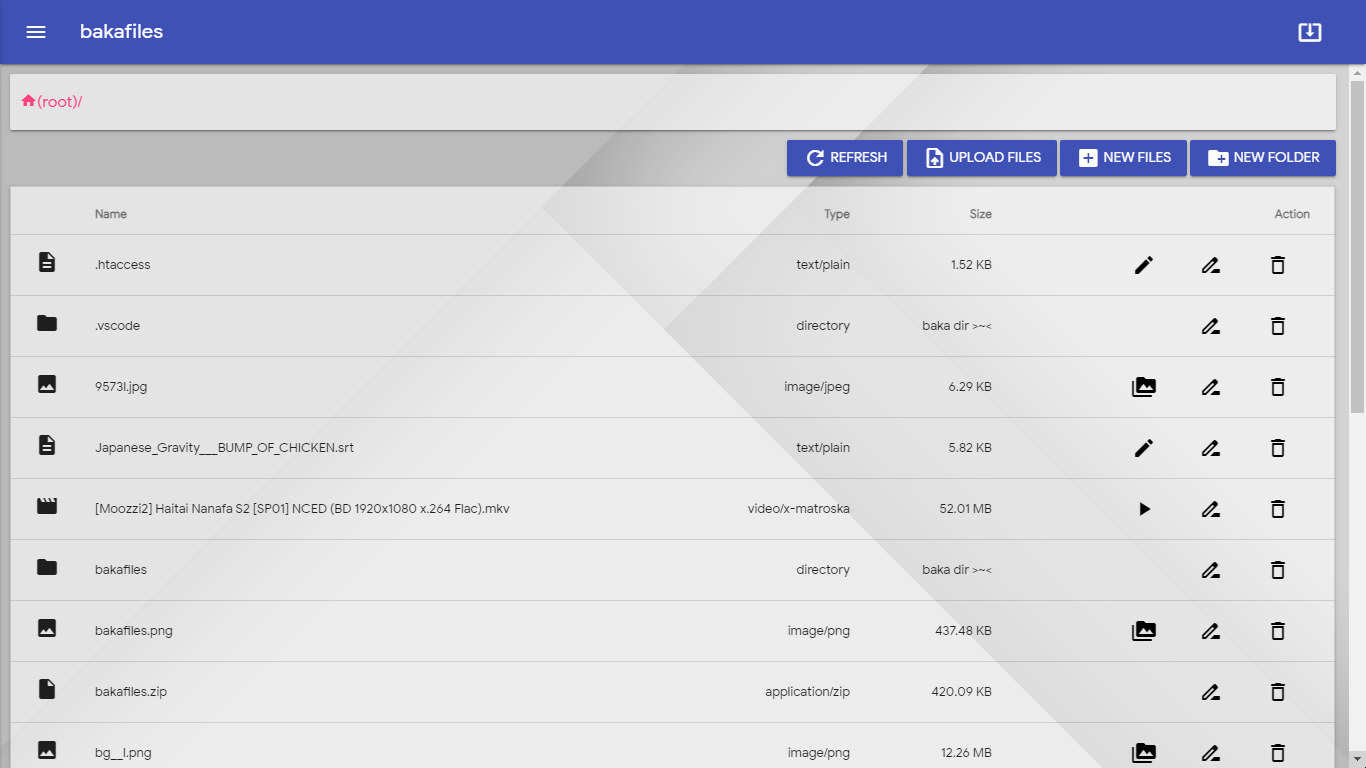 bakafiles
(root)/
REFRESH UPLOAD FILES NEW FILES NEW FOLDER
Name Type Size Action
.htaccess text/plain 1.52 KB
.vscode directory baka dir >~<
9573l.jpg image/jpeg 6.29 KB
Japanese_Gravity___BUMP_OF_CHICKEN.srt text/plain 5.82 KB
[Moozzi2] Haitai Nanafa S2 [SP01] NCED (BD 1920x1080 x.264 Flac).mkv video/x-matroska 52.01 MB
bakafiles directory baka dir >~<
bakafiles.png image/png 437.48 KB
bakafiles.zip application/zip 420.09 KB
bg__l.png image/png 12.26 MB